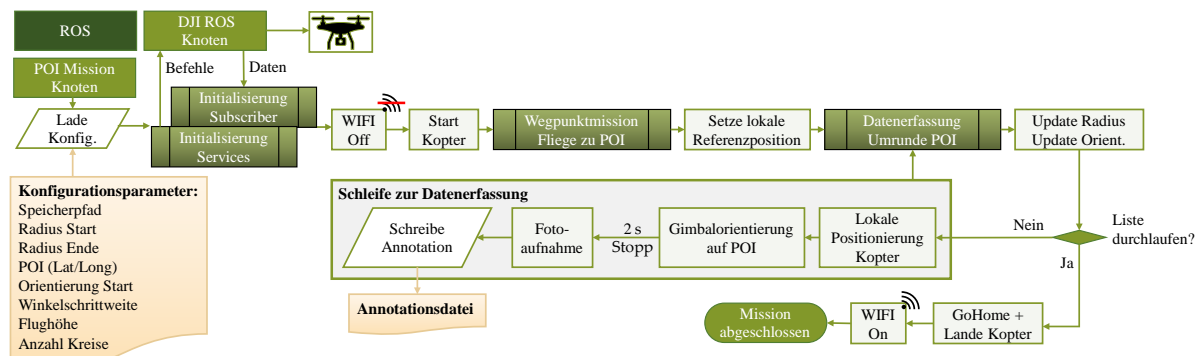 ROS
DJI ROS
Knoten
POI Mission
Knoten
Befehle
Daten
Lade
Konfig.
Initialisierung
Subscriber
Initialisierung
Services
WIFI
Off
Start
Kopter
Wegpunktmission
Fliege zu POI
Setze lokale
Referenzposition
Datenerfassung
Umrunde POI
Update Radius
Update Orient.
Konfigurationsparameter:
Speicherpfad
Radius Start
Radius Ende
POI (Lat/Long)
Orientierung Start
Winkelschrittweite
Flughöhe
Anzahl Kreise
Schleife zur Datenerfassung
Schreibe
Annotation
Foto-
aufnahme
2 s
Stopp
Gimbalorientierung
auf POI
Lokale
Positionierung
Kopter
Nein
Liste
durchlaufen?
Ja
Annotationsdatei
Mission
abgeschlossen
WIFI
On
GoHome +
Lande Kopter